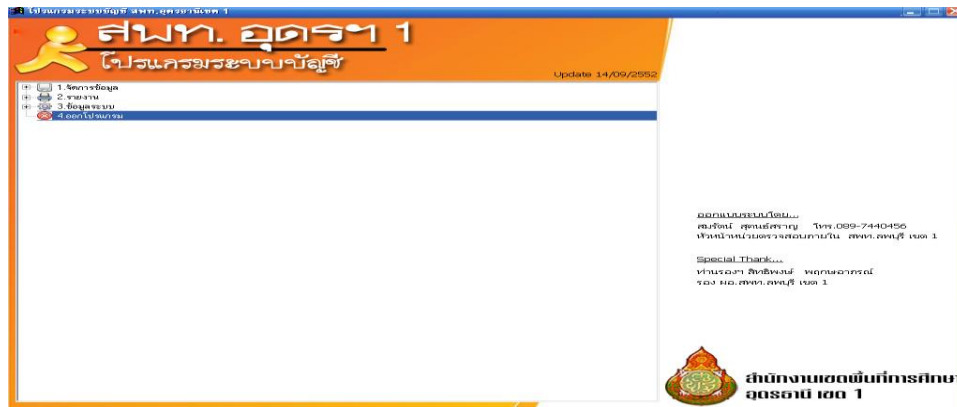 โปรแกรมระบบบัญชี สพท.อุดรธานีเขต 1
สพท. อุดรฯ 1
โปรแกรมระบบบัญชี
Update 14/09/2552
1.จัดการข้อมูล
2.รายงาน
3.ข้อมูลระบบ
4.ออกโปรแกรม
ออกแบบระบบโดย...
สมรัตน์ สุตนธ์สราญ โทร.089-7440456
หัวหน้าหน่วยตรวจสอบภายใน สพท.ลพบุรี เขต 1
Special Thank...
ท่านรองฯ สิทธิพงษ์ พฤกษอาภรณ์
รอง ผอ.สพท.ลพบุรี เขต 1
สำนักงานเขตพื้นที่การศึกษ
อุดรธานี เขต 1